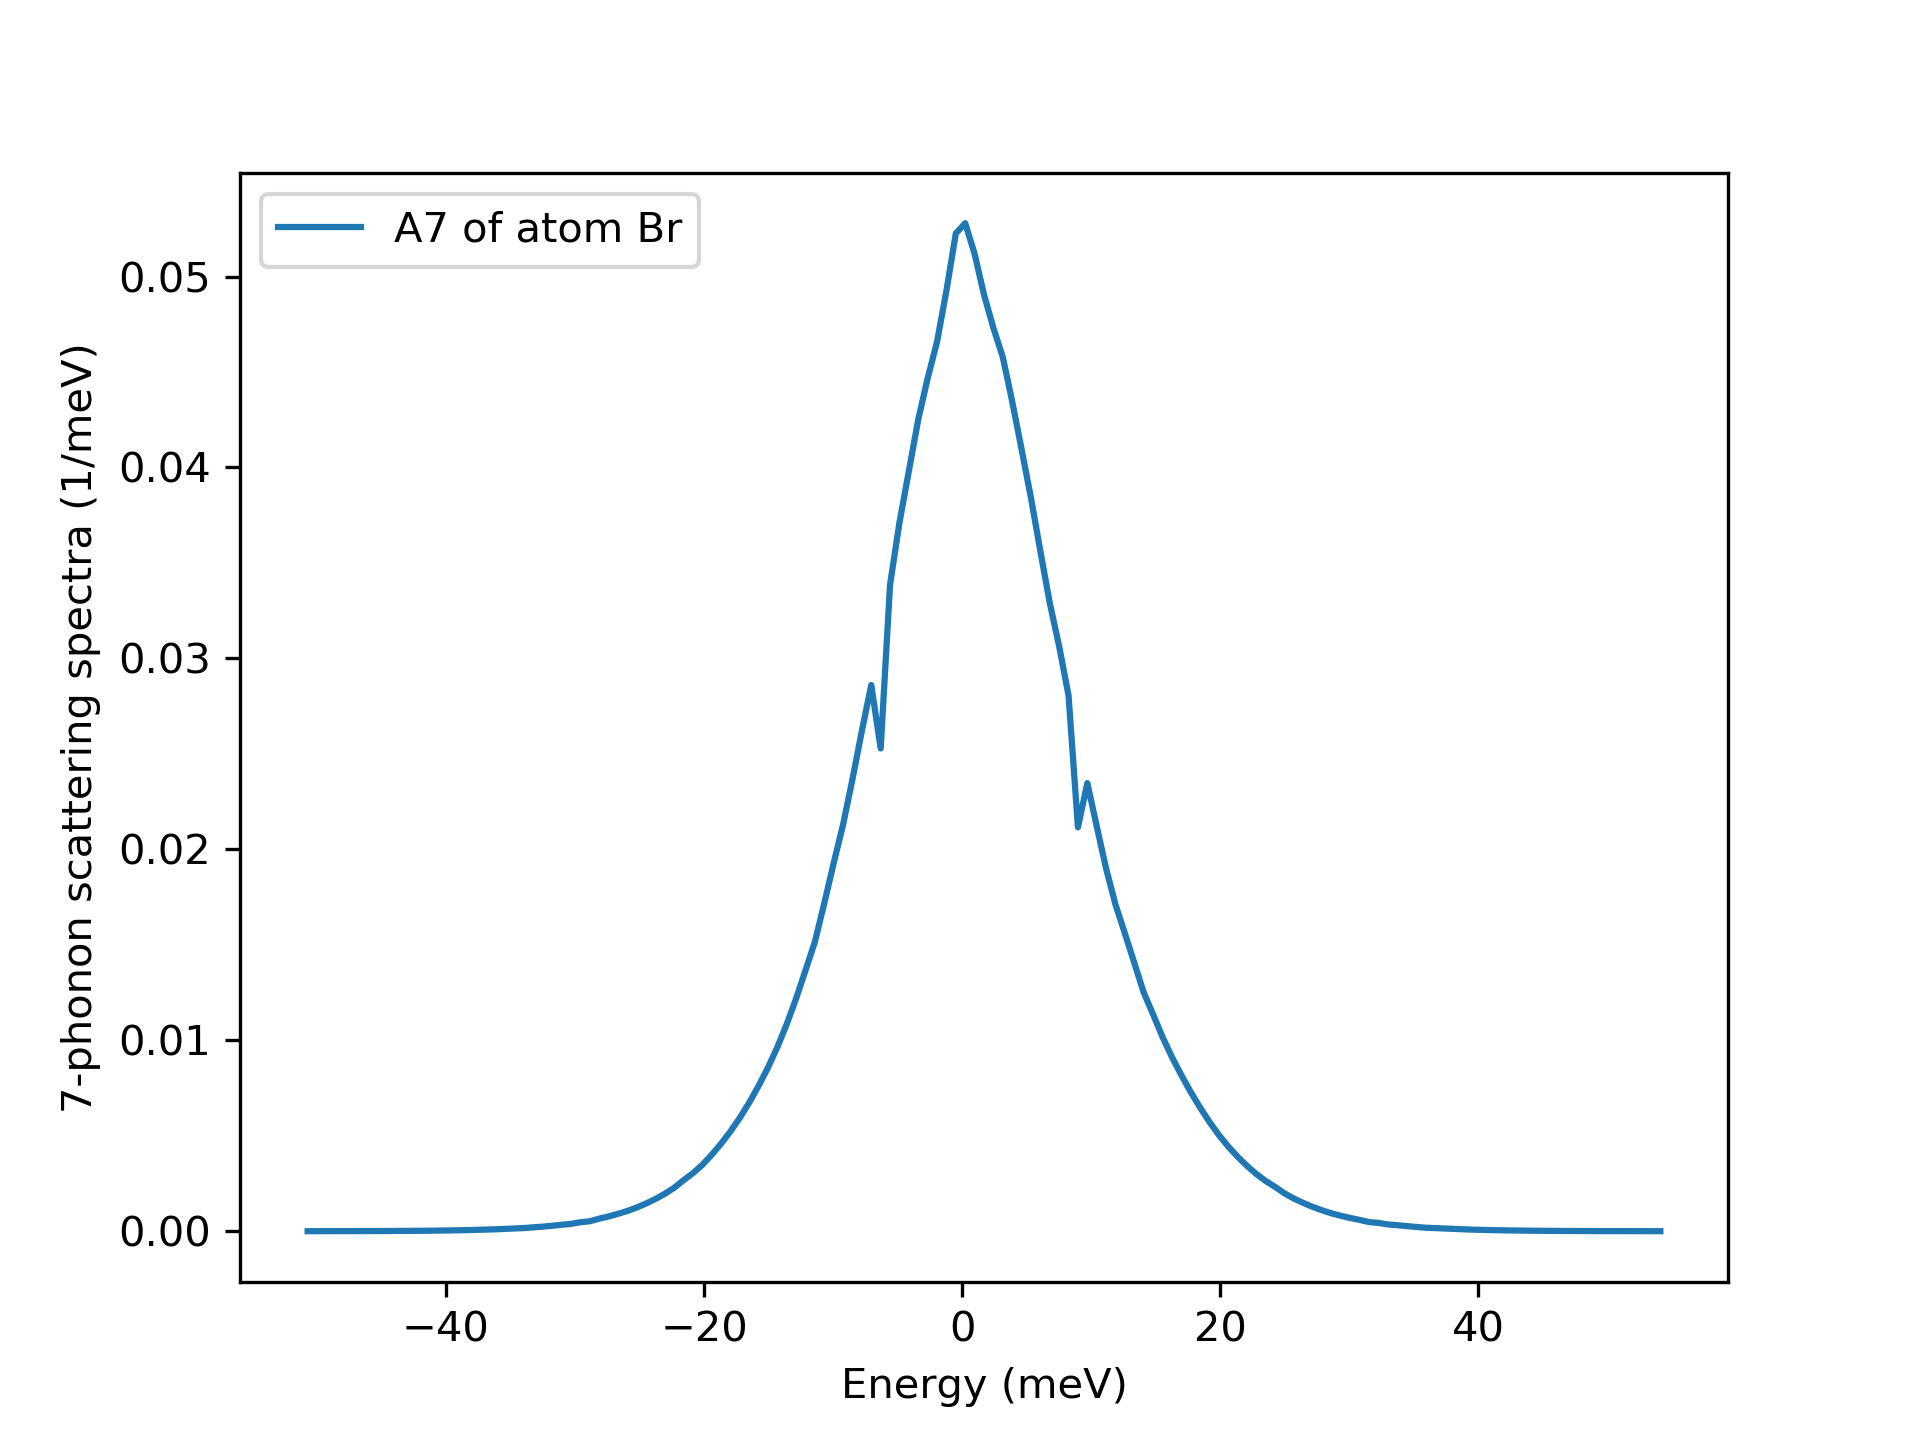 A7 of atom Br
7-phonon scattering spectra (1/meV)
0.05
0.04
0.03
0.02
0.01
0.00
−40 −20 0 20 40
Energy (meV)